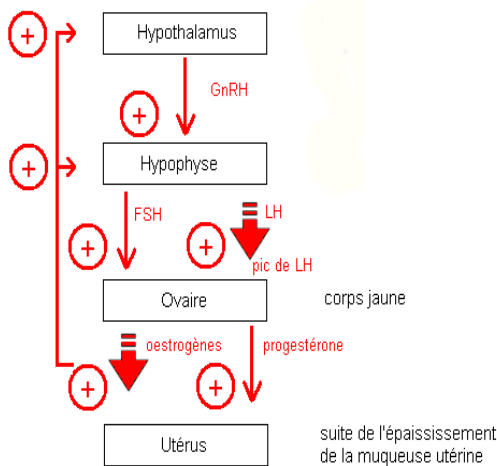 +
Hypothalamus
GnRH
+
+
Hypophyse
FSH
LH
+
+
pic de LH
Ovaire
corps jaune
oestrogènes
progestérone
+
+
Utérus
suite de l'épaississement
de la muqueuse utérine